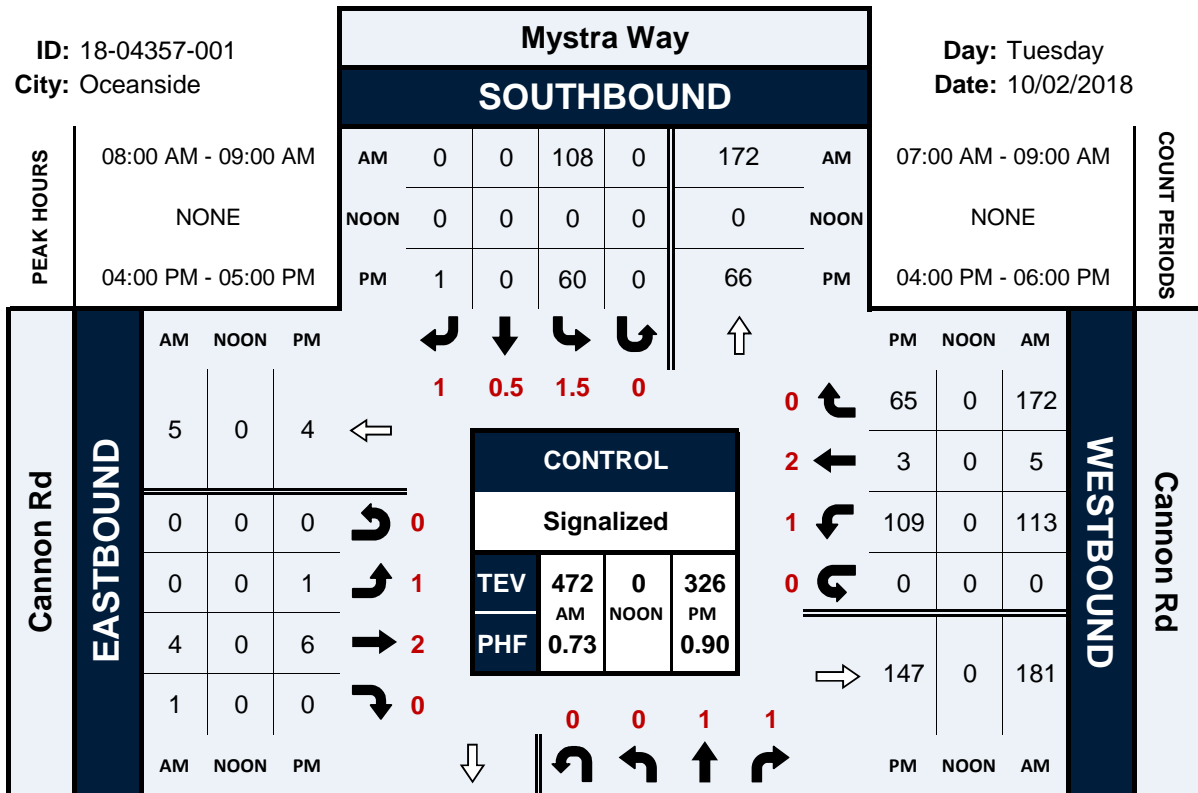 Mystra Way
ID: 18-04357-001
Day: Tuesday
City: Oceanside
Date: 10/02/2018
SOUTHBOUND
PEAK HOURS
08:00 AM - 09:00 AM
NONE
04:00 PM - 05:00 PM
AM 0 0 108 0 172 AM
NOON 0 0 0 0 0 NOON
PM 1 0 60 0 66 PM
07:00 AM - 09:00 AM
NONE
04:00 PM - 06:00 PM
COUNT PERIODS
1 0.5 1.5 0
Cannon Rd
EASTBOUND
AM NOON PM
5 0 4
0 0 0 0
0 0 1 1
4 0 6 2
1 0 0 0
AM NOON PM
CONTROL
Signalized
TEV 472 0 326
AM NOON PM
PHF 0.73 0.90
PM NOON AM
0 65 0 172
2 3 0 5
1 109 0 113
0 0 0 0
147 0 181
PM NOON AM
WESTBOUND
Cannon Rd
0 0 1 1